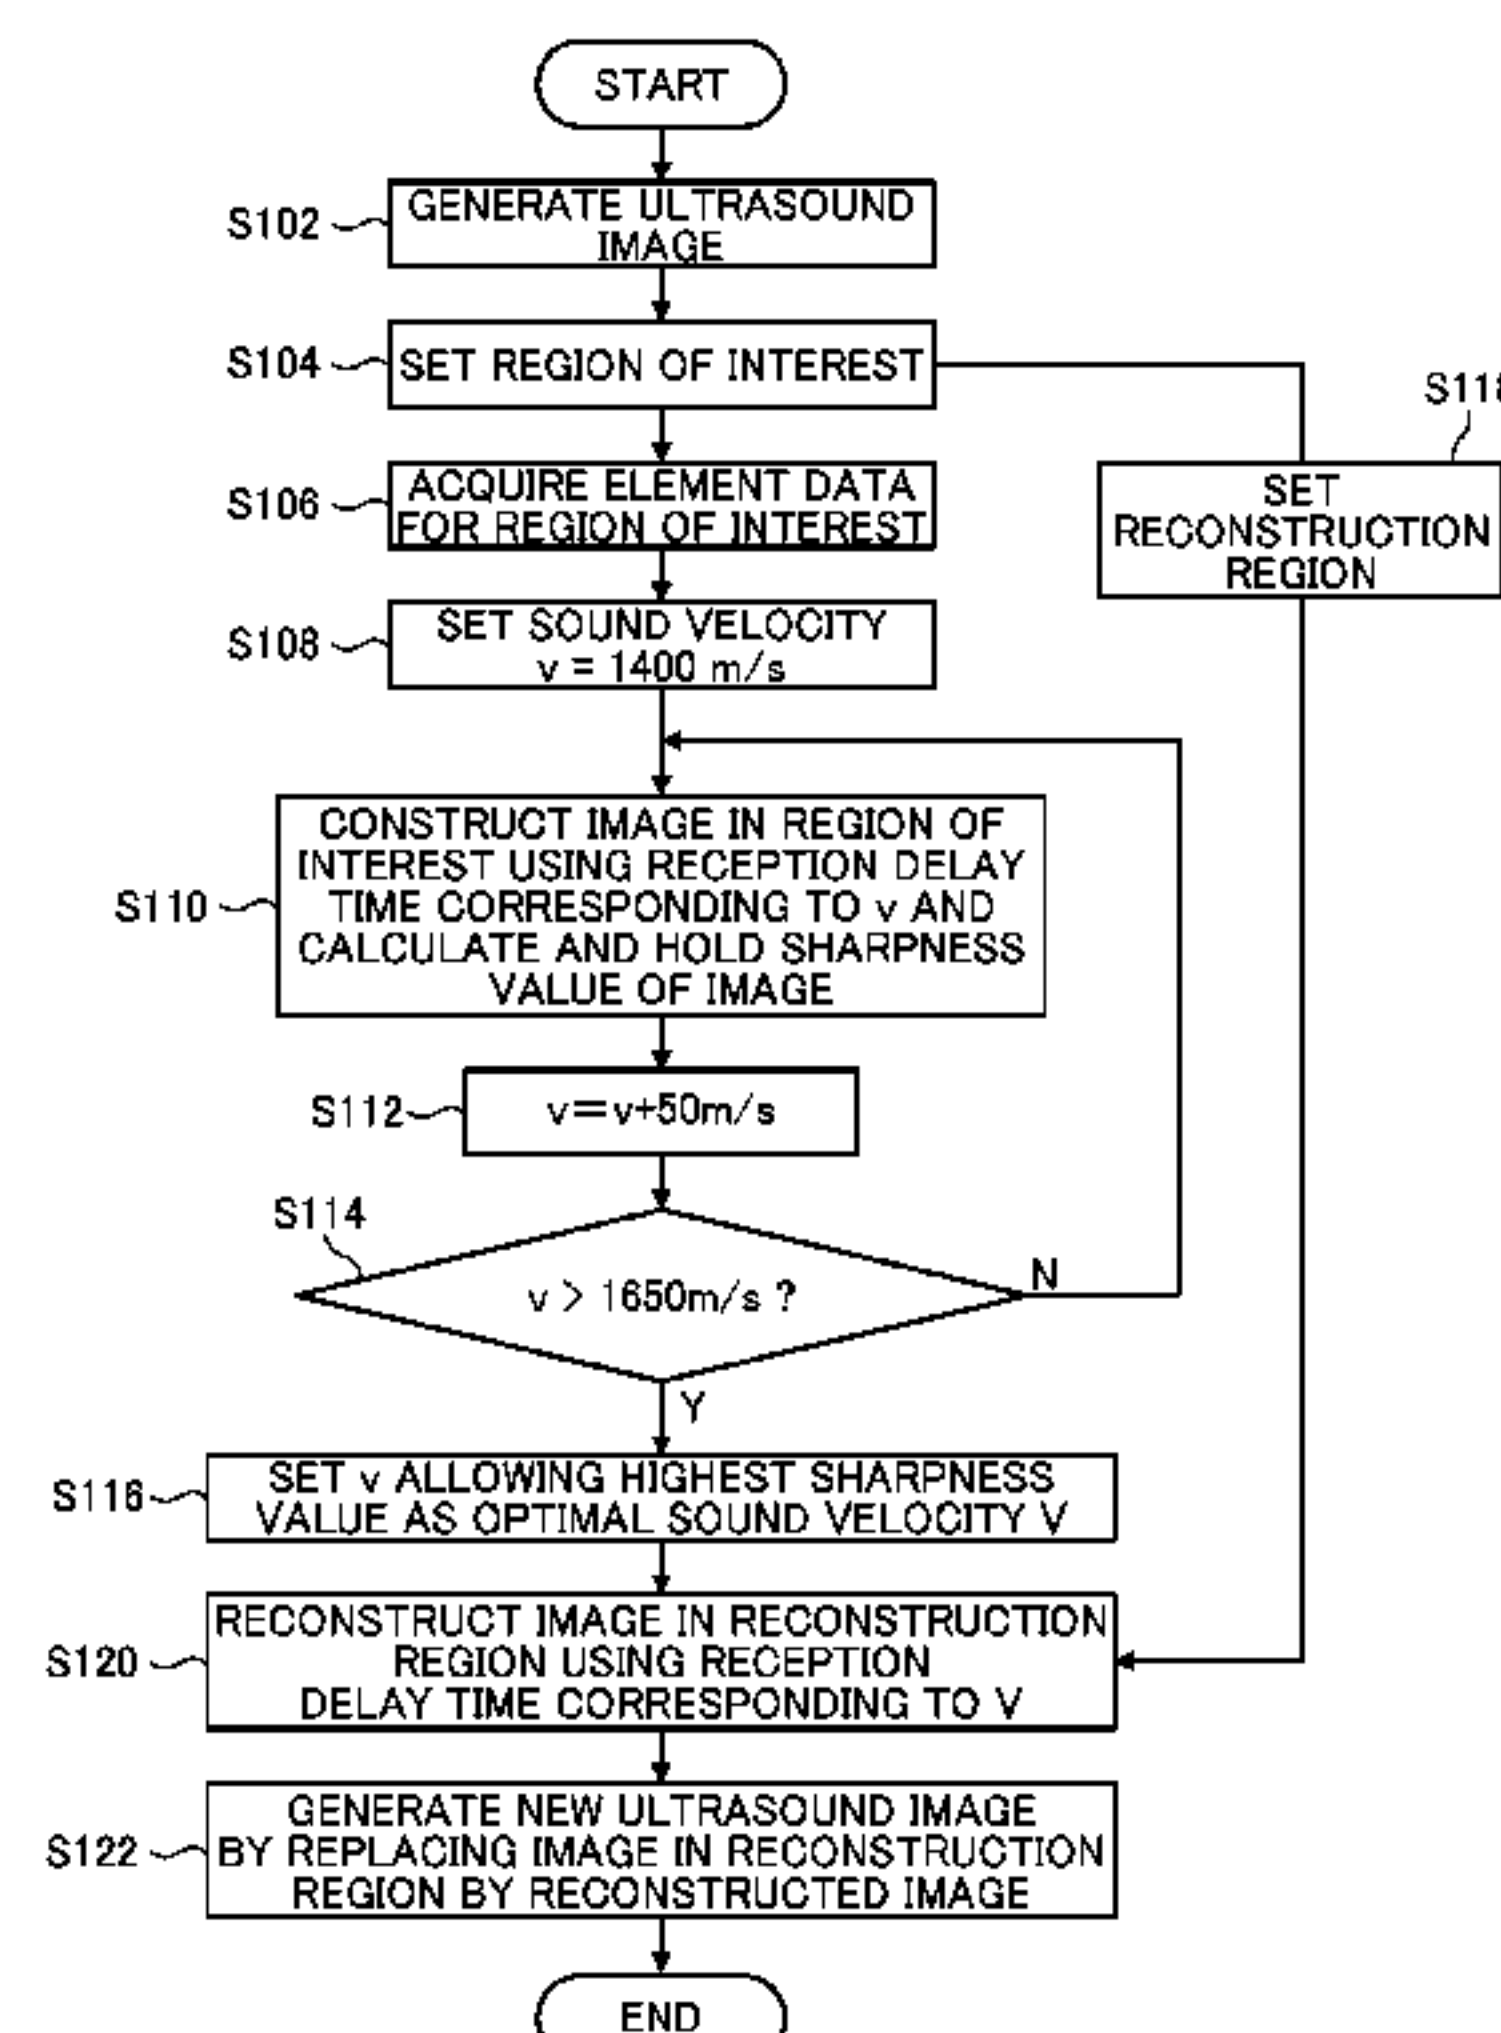 START
S102
GENERATE ULTRASOUND
IMAGE
S104
SET REGION OF INTEREST
S106
ACQUIRE ELEMENT DATA
FOR REGION OF INTEREST
SET
RECONSTRUCTION
REGION
S108
SET SOUND VELOCITY
v = 1400 m/s
S110
CONSTRUCT IMAGE IN REGION OF
INTEREST USING RECEPTION DELAY
TIME CORRESPONDING TO v AND
CALCULATE AND HOLD SHARPNESS
VALUE OF IMAGE
S112
v=v+50m/s
S114
v > 1650m/s ?
N
Y
S116
SET v ALLOWING HIGHEST SHARPNESS
VALUE AS OPTIMAL SOUND VELOCITY V
S120
RECONSTRUCT IMAGE IN RECONSTRUCTION
REGION USING RECEPTION
DELAY TIME CORRESPONDING TO V
S122
GENERATE NEW ULTRASOUND IMAGE
BY REPLACING IMAGE IN RECONSTRUCTION
REGION BY RECONSTRUCTED IMAGE
END